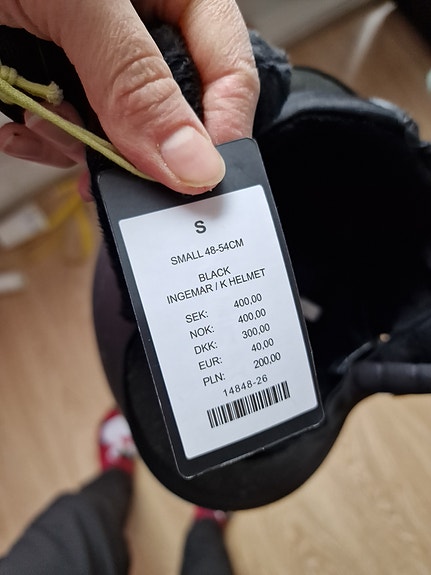 S
SMALL 48-54CM
BLACK
INGEMAR / K HELMET
SEK: 400,00
NOK: 400,00
DKK: 300,00
EUR: 40,00
PLN: 200,00
14848-26